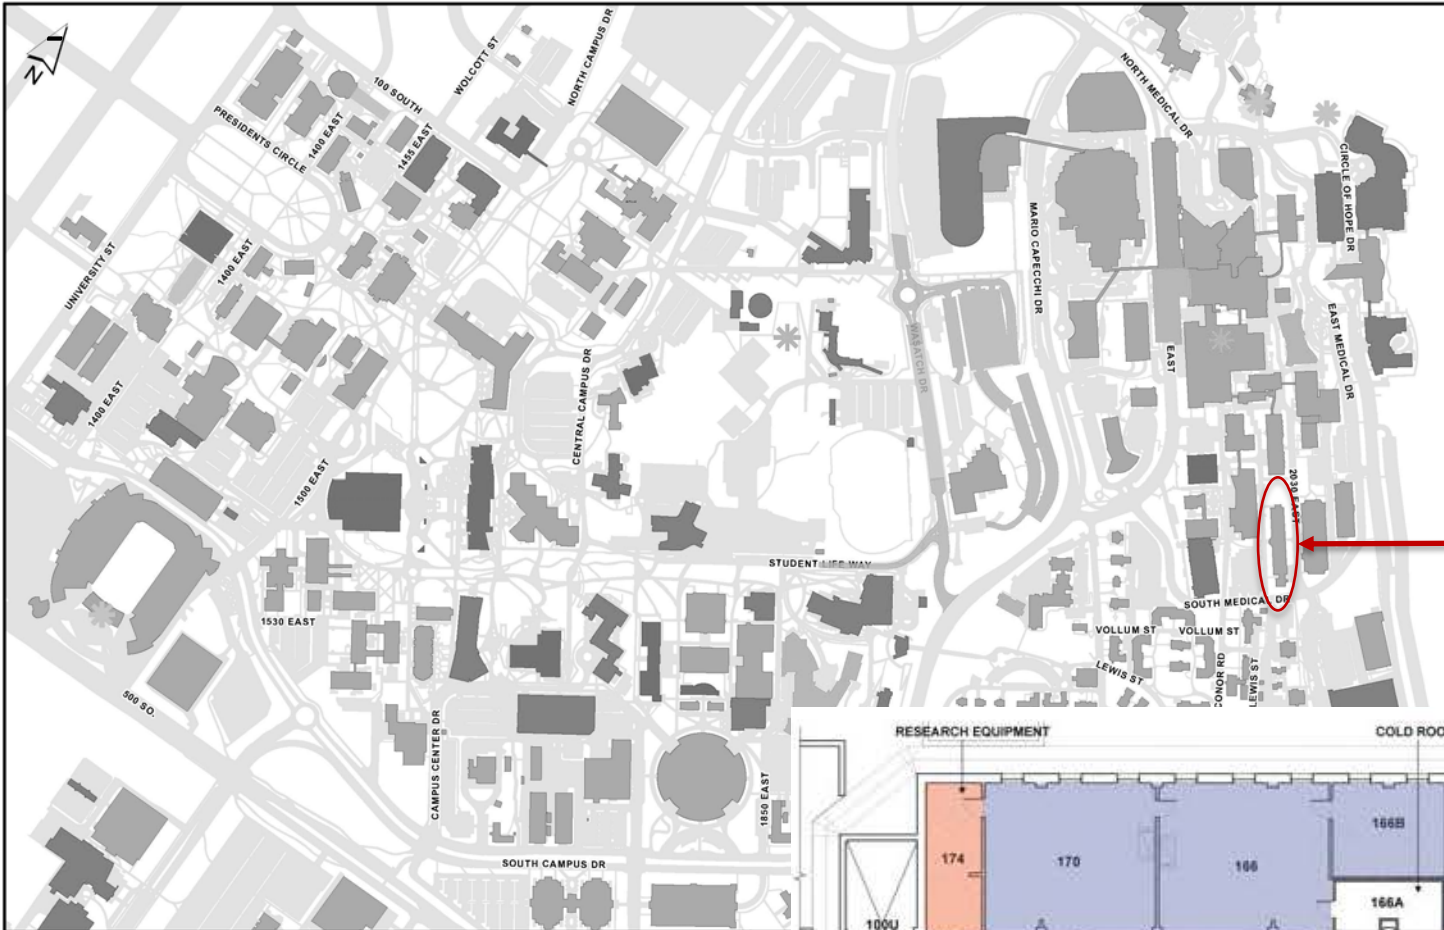 N
WOLCOTT ST
NORTH CAMPUS DR
100 SOUTH
PRESIDENTS CIRCLE
1400 EAST
1455 EAST
NORTH MEDICAL DR
CIRCLE OF HOPE DR
UNIVERSITY ST
1400 EAST
MARIO CAPECCHI DR
EAST MEDICAL DR
WASATCH DR
EAST
1400 EAST
CENTRAL CAMPUS DR
1500 EAST
2030 EAST
STUDENT LIFE WAY
SOUTH MEDICAL DR
1530 EAST
VOLLUM ST
VOLLUM ST
LEWIS ST
CONOR RD
LEWIS ST
500 SO.
CAMPUS CENTER DR
1850 EAST
SOUTH CAMPUS DR
RESEARCH EQUIPMENT
COLD ROO
174
170
166
166B
166A
100U